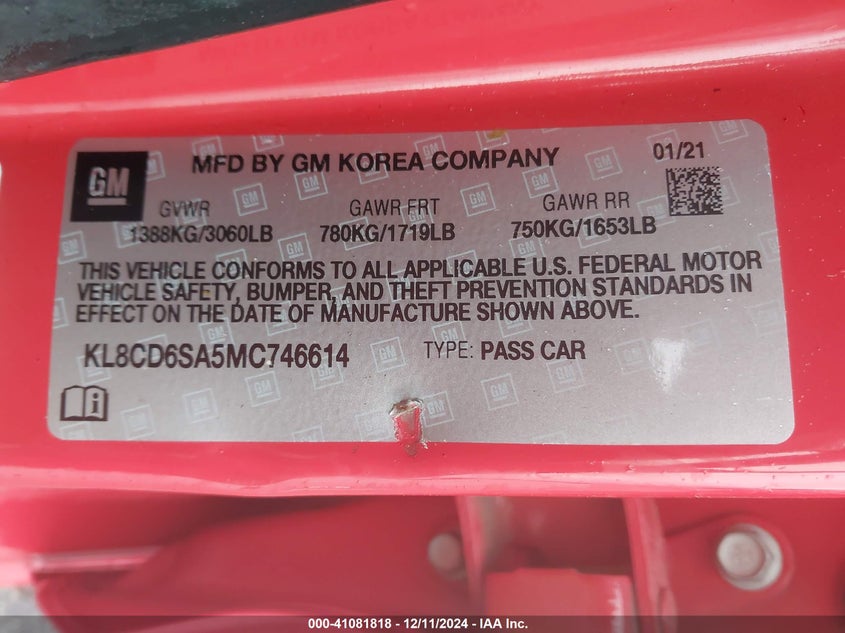 GM MFD BY GM KOREA COMPANY 01/21
GVWR GAWR FRT GAWR RR
1388KG/3060LB 780KG/1719LB 750KG/1653LB
THIS VEHICLE CONFORMS TO ALL APPLICABLE U.S. FEDERAL MOTOR
VEHICLE SAFETY, BUMPER, AND THEFT PREVENTION STANDARDS IN
EFFECT ON THE DATE OF MANUFACTURE SHOWN ABOVE.
KL8CD6SA5MC746614 TYPE: PASS CAR
000-41081818 - 12/11/2024 - IAA Inc.